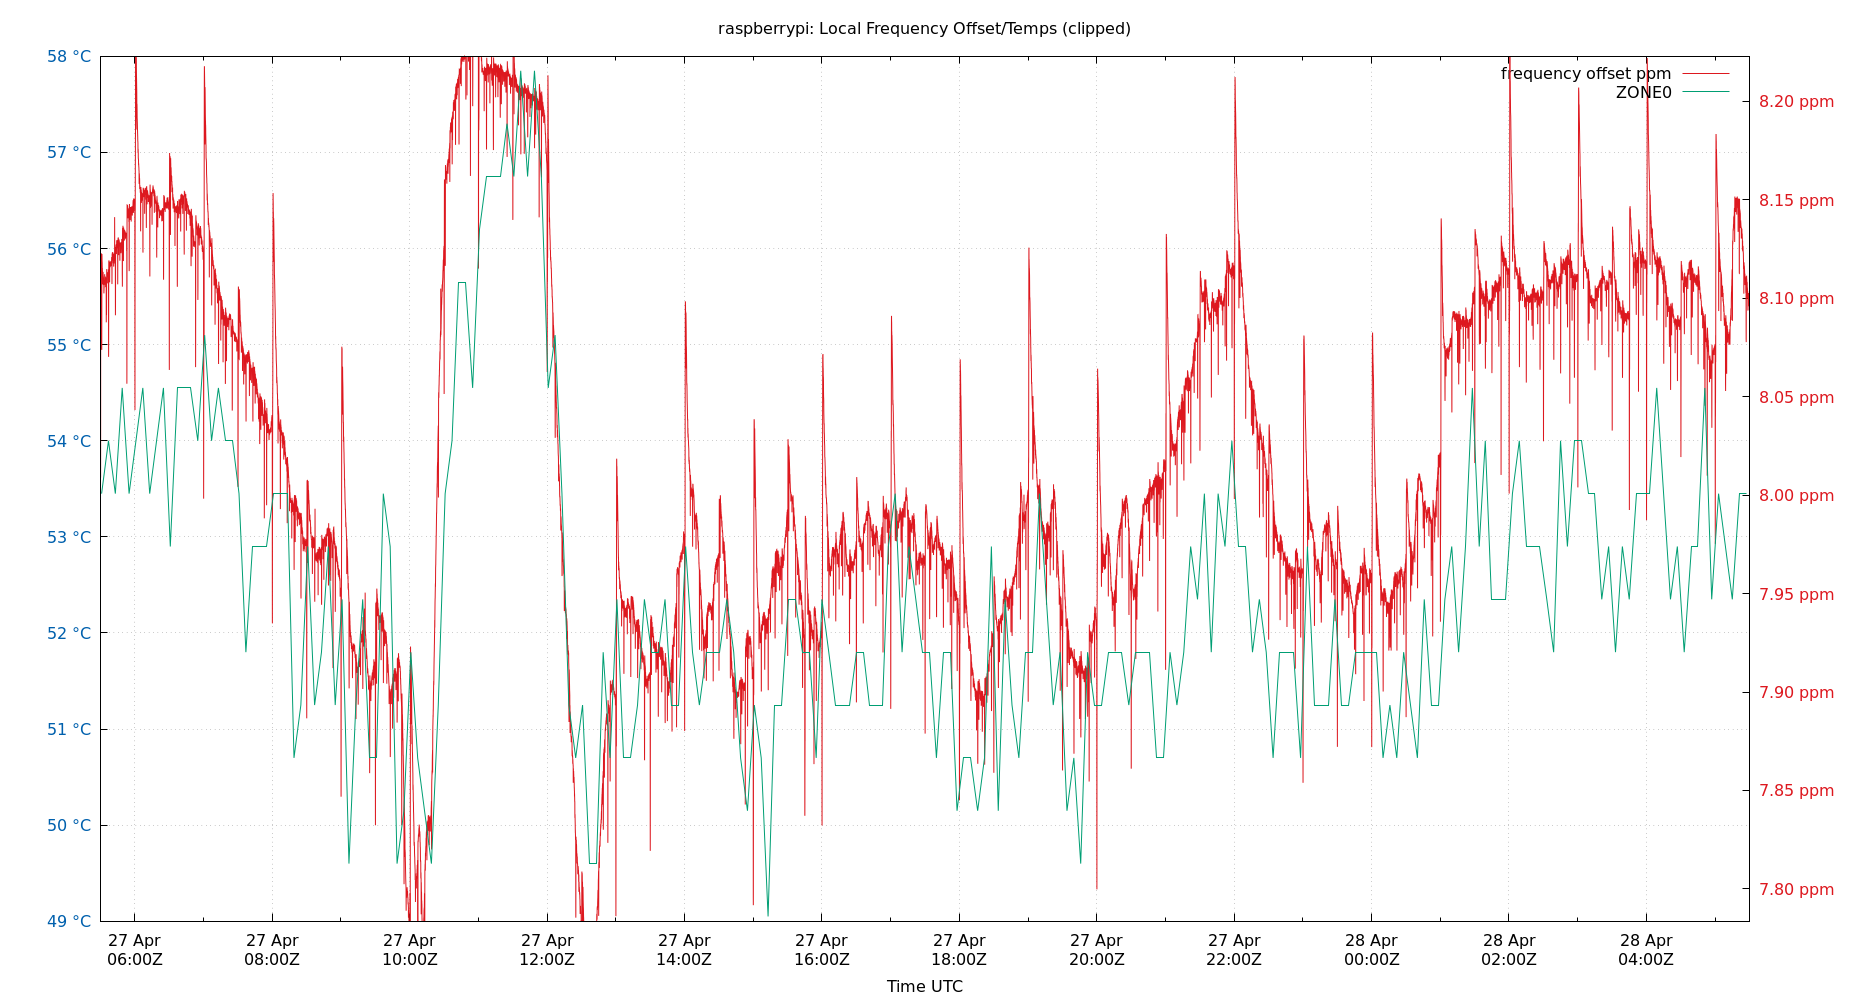 raspberrypi: Local Frequency Offset/Temps (clipped)
frequency offset ppm
ZONE0
58 °C
57 °C
56 °C
55 °C
54 °C
53 °C
52 °C
51 °C
50 °C
49 °C
8.20 ppm
8.15 ppm
8.10 ppm
8.05 ppm
8.00 ppm
7.95 ppm
7.90 ppm
7.85 ppm
7.80 ppm
27 Apr
06:00Z
27 Apr
08:00Z
27 Apr
10:00Z
27 Apr
12:00Z
27 Apr
14:00Z
27 Apr
16:00Z
27 Apr
18:00Z
27 Apr
20:00Z
27 Apr
22:00Z
28 Apr
00:00Z
28 Apr
02:00Z
28 Apr
04:00Z
Time UTC